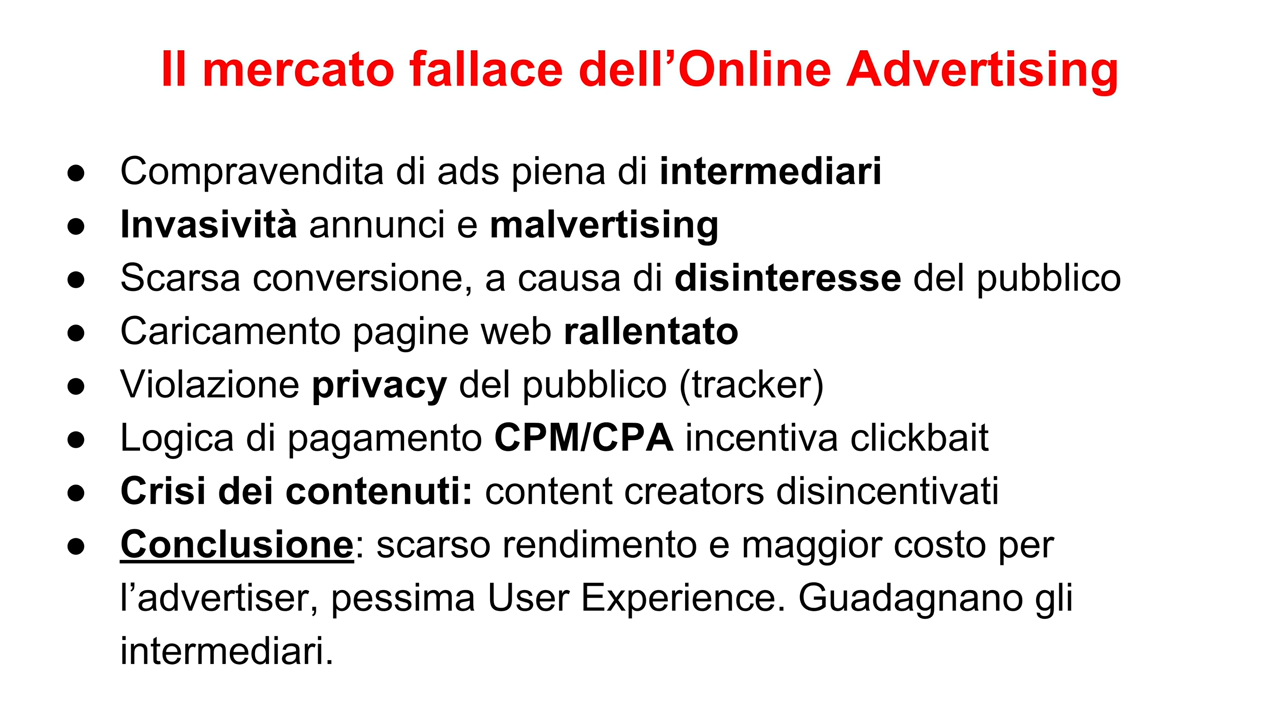 Il mercato fallace dell’Online Advertising
● Compravendita di ads piena di intermediari
● Invasività annunci e malvertising
● Scarsa conversione, a causa di disinteresse del pubblico
● Caricamento pagine web rallentato
● Violazione privacy del pubblico (tracker)
● Logica di pagamento CPM/CPA incentiva clickbait
● Crisi dei contenuti: content creators disincentivati
● Conclusione: scarso rendimento e maggior costo per
l’advertiser, pessima User Experience. Guadagnano gli
intermediari.